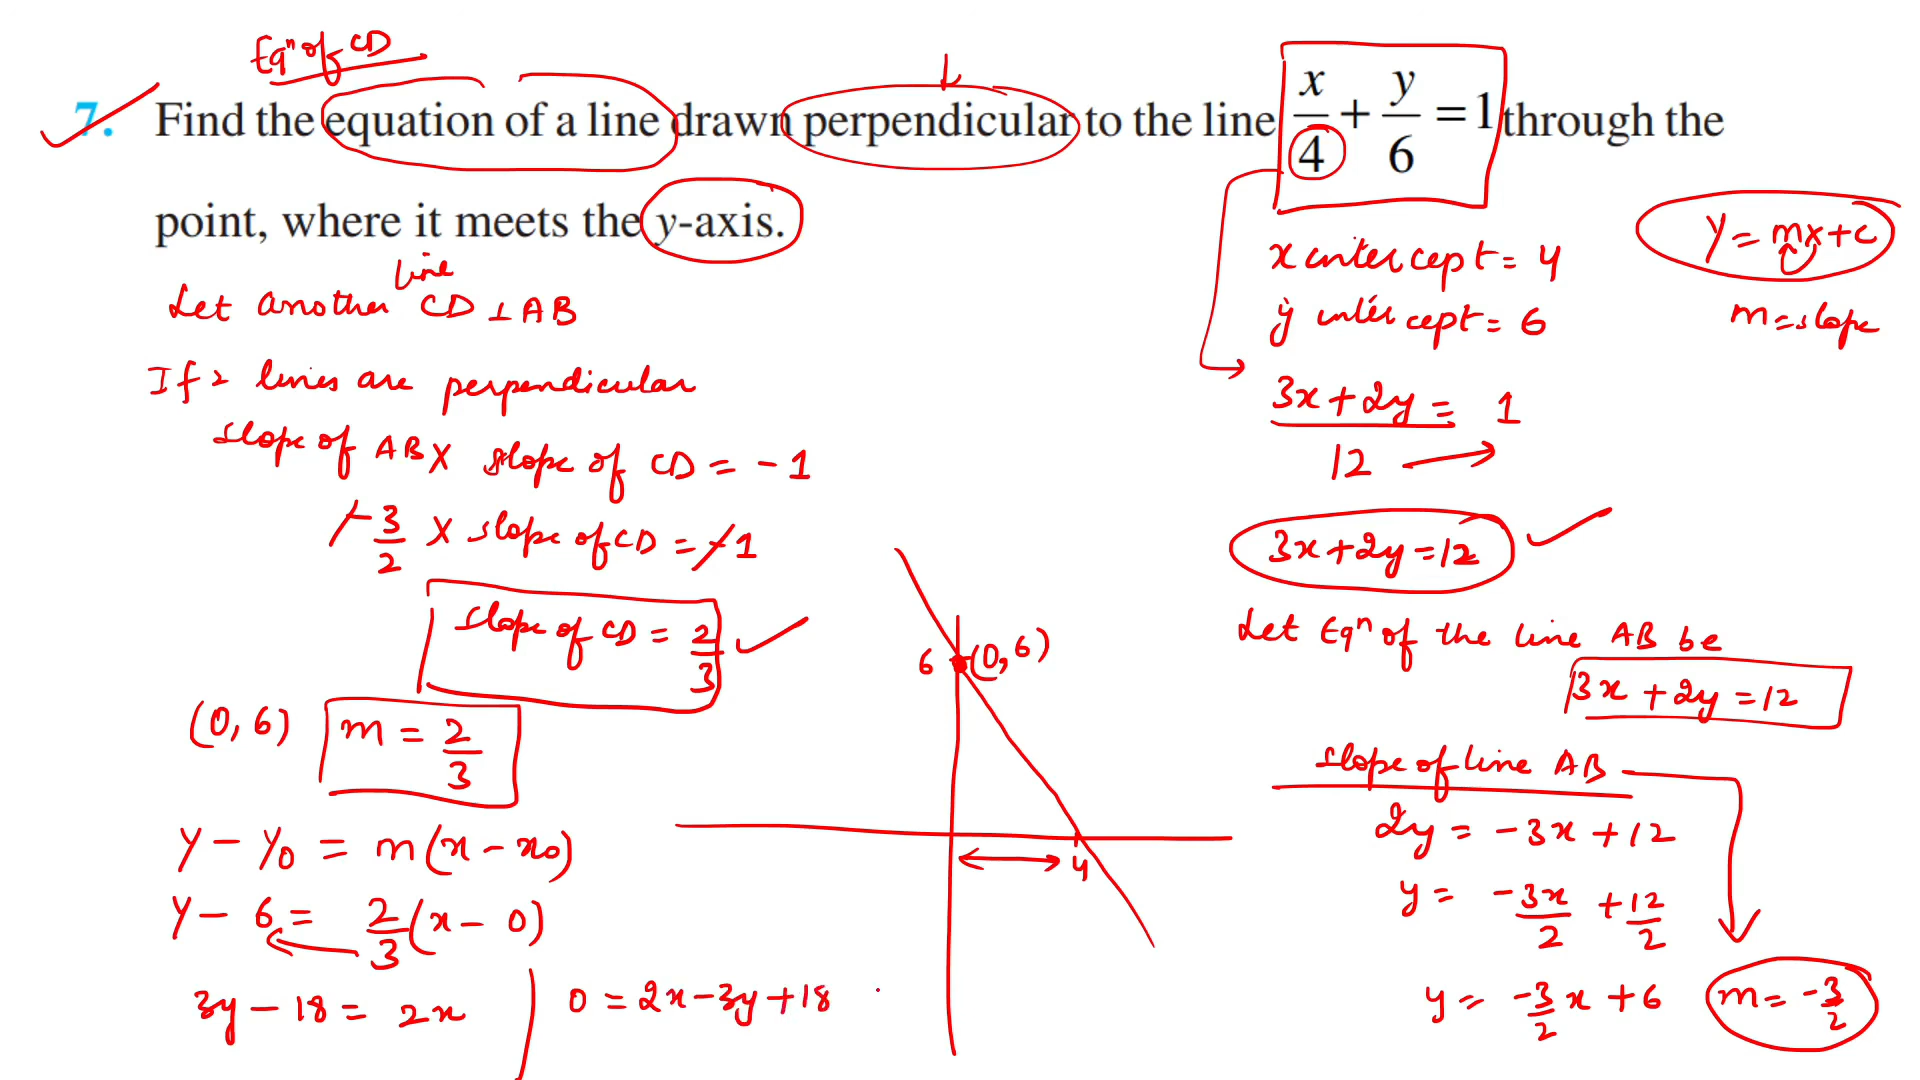 Eqⁿ of CD
7. Find the equation of a line drawn perpendicular to the line x/4 + y/6 = 1 through the
⊥
point, where it meets the y-axis.
line
Let another CD ⊥ AB
If 2 lines are perpendicular
slope of AB X slope of CD = -1
-3/2 X slope of CD = -1
slope of CD = 2/3
(0, 6) m = 2/3
y - y₀ = m(x - x₀)
y - 6 = 2/3 (x - 0)
3y - 18 = 2x
0 = 2x - 3y + 18
6 (0, 6)
4
x intercept = 4
y intercept = 6
y = mx + c
m = slope
3x + 2y = 1
12
3x + 2y = 12
Let Eqⁿ of the line AB be
3x + 2y = 12
slope of line AB
2y = -3x + 12
y = -3x/2 + 12/2
y = -3/2 x + 6
m = -3/2